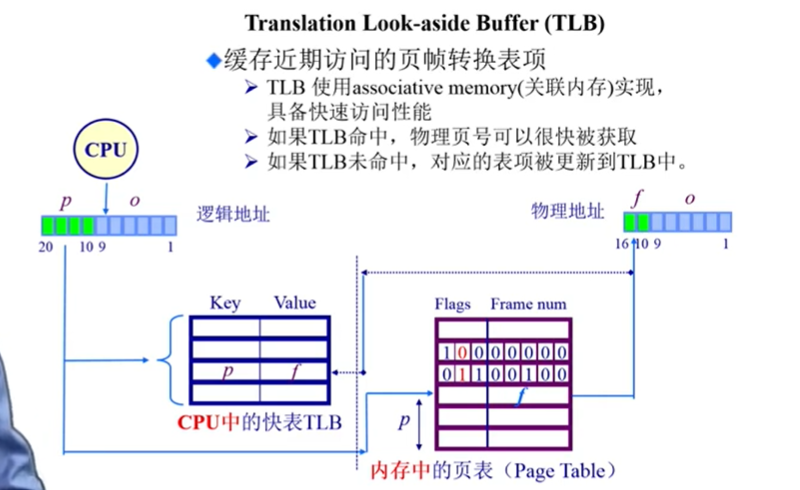 Translation Look-aside Buffer (TLB)
缓存近期访问的页帧转换表项
TLB 使用associative memory(关联内存)实现，
具备快速访问性能
如果TLB命中，物理页号可以很快被获取
如果TLB未命中，对应的表项被更新到TLB中。
CPU
p o
逻辑地址
20 10 9 1
f o
物理地址
16 10 9 1
Key Value
p f
CPU中的快表TLB
Flags Frame num
1 0 0 0 0 0 0 0
0 1 1 0 0 1 0 0
f
p
内存中的页表（Page Table）